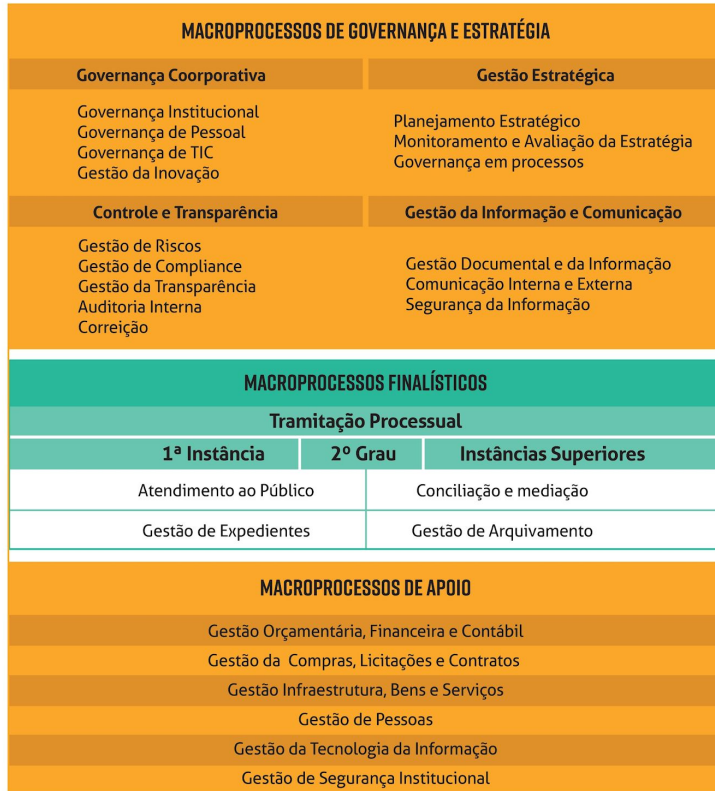 MACROPROCESSOS DE GOVERNANÇA E ESTRATÉGIA
Governança Coorporativa
Governança Institucional
Governança de Pessoal
Governança de TIC
Gestão da Inovação
Gestão Estratégica
Planejamento Estratégico
Monitoramento e Avaliação da Estratégia
Governança em processos
Controle e Transparência
Gestão de Riscos
Gestão de Compliance
Gestão da Transparência
Auditoria Interna
Correição
Gestão da Informação e Comunicação
Gestão Documental e da Informação
Comunicação Interna e Externa
Segurança da Informação
MACROPROCESSOS FINALÍSTICOS
Tramitação Processual
1ª Instância
2º Grau
Instâncias Superiores
Atendimento ao Público
Conciliação e mediação
Gestão de Expedientes
Gestão de Arquivamento
MACROPROCESSOS DE APOIO
Gestão Orçamentária, Financeira e Contábil
Gestão da Compras, Licitações e Contratos
Gestão Infraestrutura, Bens e Serviços
Gestão de Pessoas
Gestão da Tecnologia da Informação
Gestão de Segurança Institucional